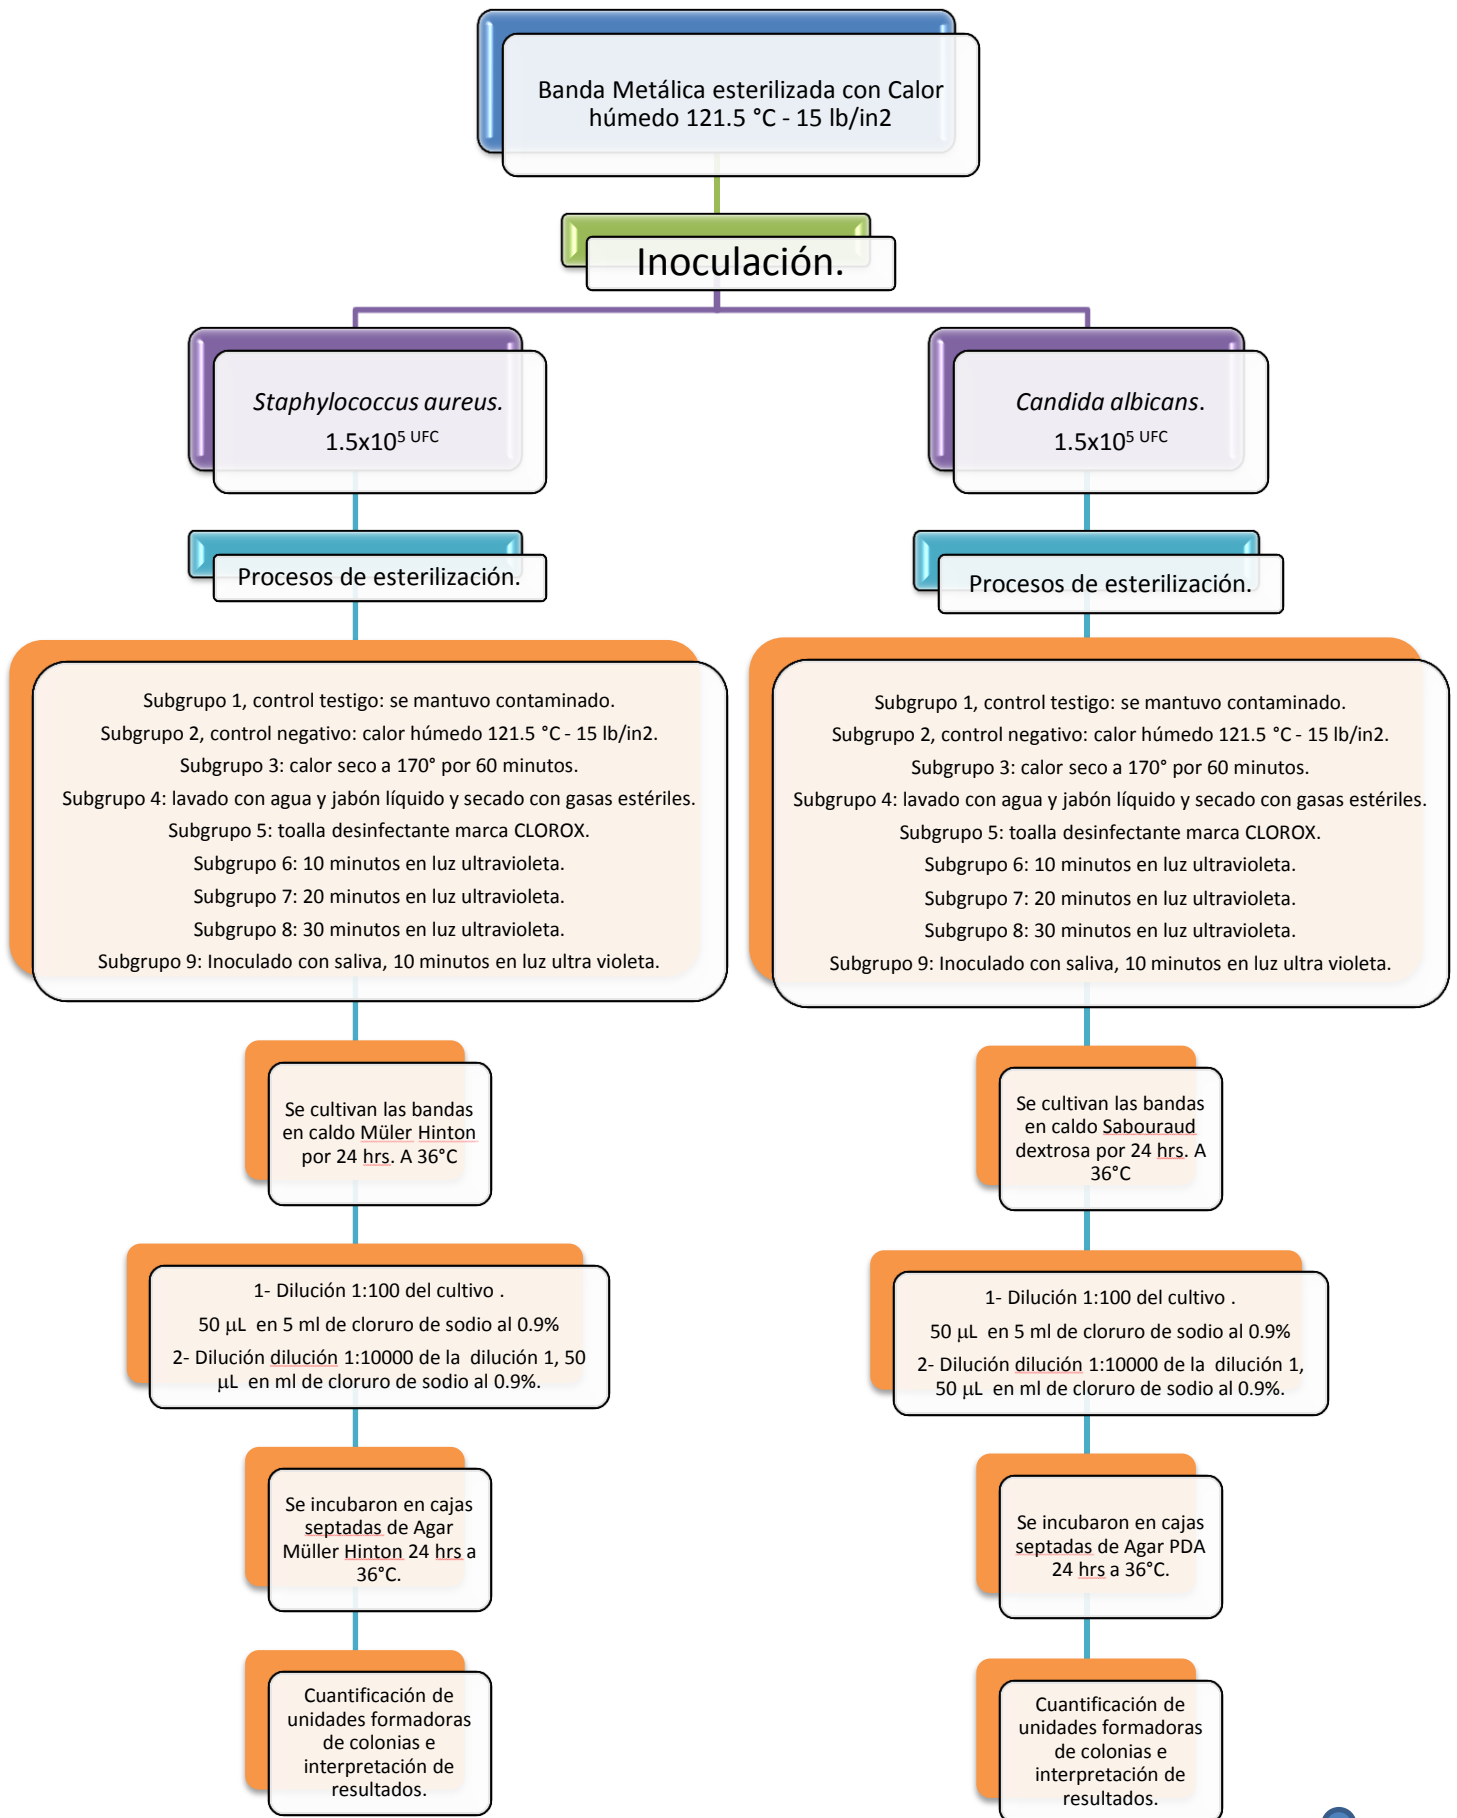 Banda Metálica esterilizada con Calor
húmedo 121.5 °C - 15 lb/in2
Inoculación.
Staphylococcus aureus.
1.5x10⁵ ᵁᶠᶜ
Procesos de esterilización.
Subgrupo 1, control testigo: se mantuvo contaminado.
Subgrupo 2, control negativo: calor húmedo 121.5 °C - 15 lb/in2.
Subgrupo 3: calor seco a 170° por 60 minutos.
Subgrupo 4: lavado con agua y jabón líquido y secado con gasas estériles.
Subgrupo 5: toalla desinfectante marca CLOROX.
Subgrupo 6: 10 minutos en luz ultravioleta.
Subgrupo 7: 20 minutos en luz ultravioleta.
Subgrupo 8: 30 minutos en luz ultravioleta.
Subgrupo 9: Inoculado con saliva, 10 minutos en luz ultra violeta.
Se cultivan las bandas
en caldo Müler Hinton
por 24 hrs. A 36°C
1- Dilución 1:100 del cultivo .
50 µL en 5 ml de cloruro de sodio al 0.9%
2- Dilución dilución 1:10000 de la dilución 1, 50
µL en ml de cloruro de sodio al 0.9%.
Se incubaron en cajas
septadas de Agar
Müller Hinton 24 hrs a
36°C.
Cuantificación de
unidades formadoras
de colonias e
interpretación de
resultados.
Candida albicans.
1.5x10⁵ ᵁᶠᶜ
Procesos de esterilización.
Subgrupo 1, control testigo: se mantuvo contaminado.
Subgrupo 2, control negativo: calor húmedo 121.5 °C - 15 lb/in2.
Subgrupo 3: calor seco a 170° por 60 minutos.
Subgrupo 4: lavado con agua y jabón líquido y secado con gasas estériles.
Subgrupo 5: toalla desinfectante marca CLOROX.
Subgrupo 6: 10 minutos en luz ultravioleta.
Subgrupo 7: 20 minutos en luz ultravioleta.
Subgrupo 8: 30 minutos en luz ultravioleta.
Subgrupo 9: Inoculado con saliva, 10 minutos en luz ultra violeta.
Se cultivan las bandas
en caldo Sabouraud
dextrosa por 24 hrs. A
36°C
1- Dilución 1:100 del cultivo .
50 µL en 5 ml de cloruro de sodio al 0.9%
2- Dilución dilución 1:10000 de la dilución 1,
50 µL en ml de cloruro de sodio al 0.9%.
Se incubaron en cajas
septadas de Agar PDA
24 hrs a 36°C.
Cuantificación de
unidades formadoras
de colonias e
interpretación de
resultados.